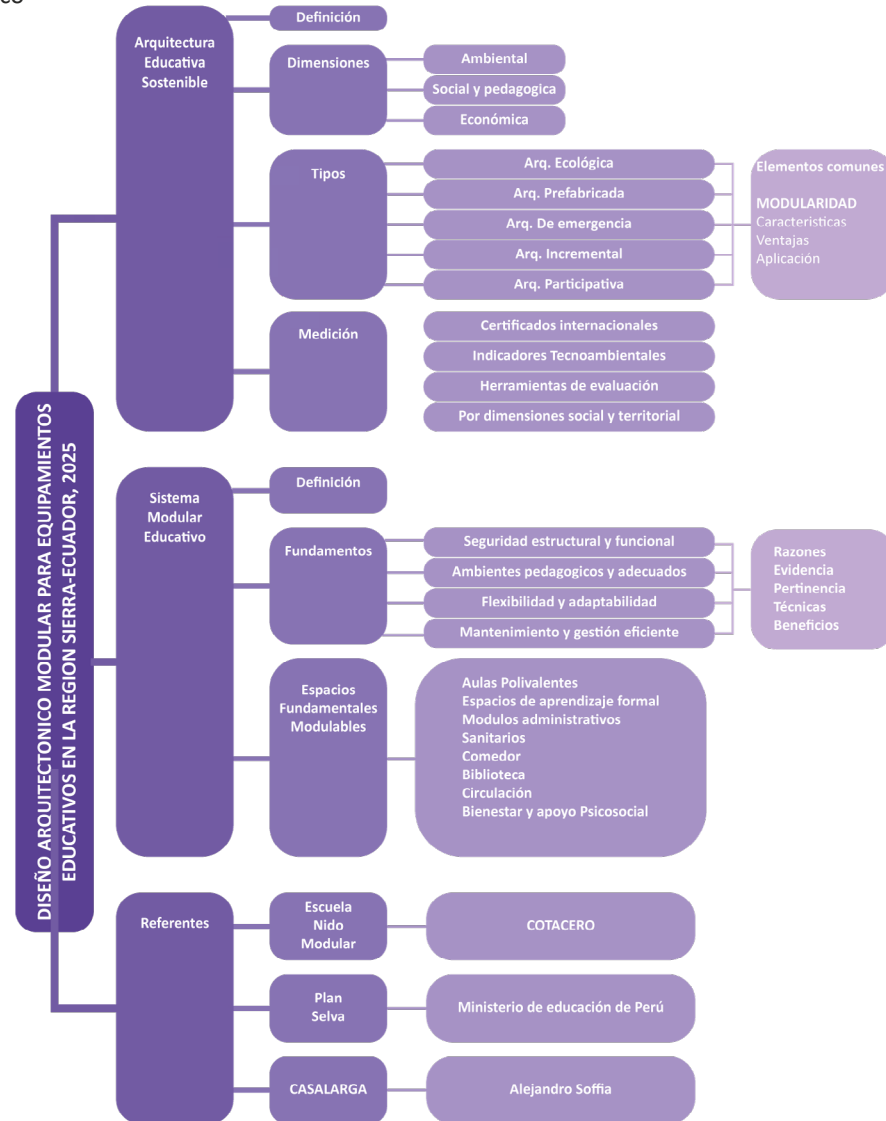 DISEÑO ARQUITECTONICO MODULAR PARA EQUIPAMIENTOS
EDUCATIVOS EN LA REGION SIERRA-ECUADOR, 2025
Arquitectura
Educativa
Sostenible
Definición
Dimensiones
Ambiental
Social y pedagogica
Económica
Tipos
Arq. Ecológica
Arq. Prefabricada
Arq. De emergencia
Arq. Incremental
Arq. Participativa
Elementos comunes
MODULARIDAD
Caracteristicas
Ventajas
Aplicación
Medición
Certificados internacionales
Indicadores Tecnoambientales
Herramientas de evaluación
Por dimensiones social y territorial
Sistema
Modular
Educativo
Definición
Fundamentos
Seguridad estructural y funcional
Ambientes pedagogicos y adecuados
Flexibilidad y adaptabilidad
Mantenimiento y gestión eficiente
Razones
Evidencia
Pertinencia
Técnicas
Beneficios
Espacios
Fundamentales
Modulables
Aulas Polivalentes
Espacios de aprendizaje formal
Modulos administrativos
Sanitarios
Comedor
Biblioteca
Circulación
Bienestar y apoyo Psicosocial
Referentes
Escuela
Nido
Modular
COTACERO
Plan
Selva
Ministerio de educación de Perú
CASALARGA
Alejandro Soffia